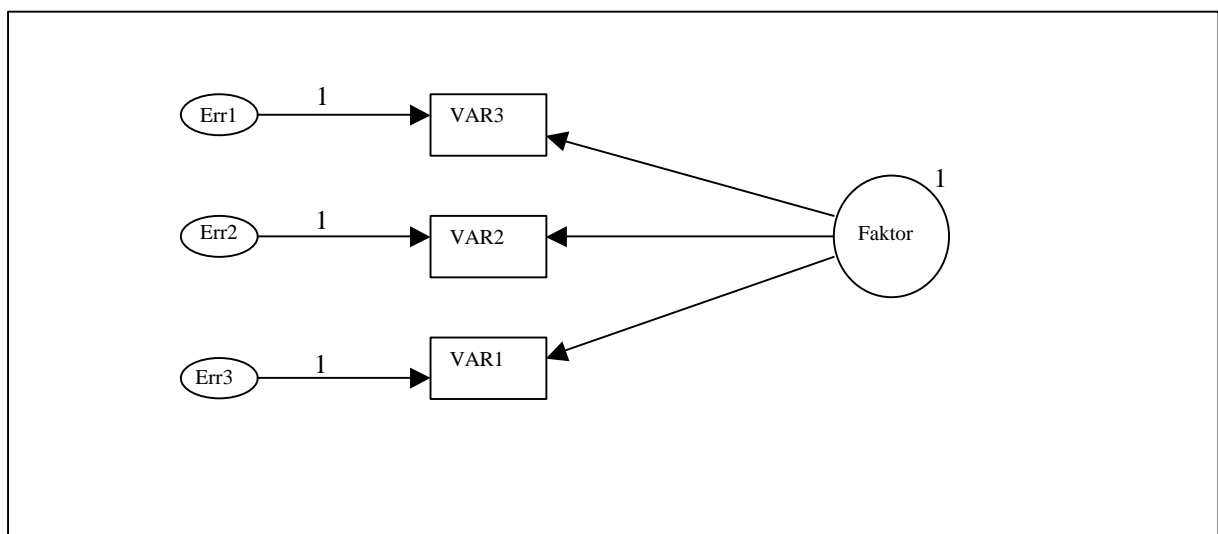 1
Err1
VAR3
1
Faktor
1
Err2
VAR2
1
Err3
VAR1